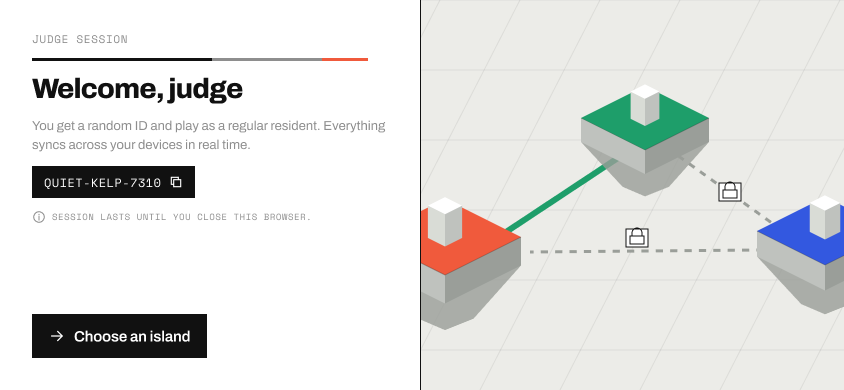 JUDGE SESSION
Welcome, judge
You get a random ID and play as a regular resident. Everything
syncs across your devices in real time.
QUIET-KELP-7310
SESSION LASTS UNTIL YOU CLOSE THIS BROWSER.
Choose an island